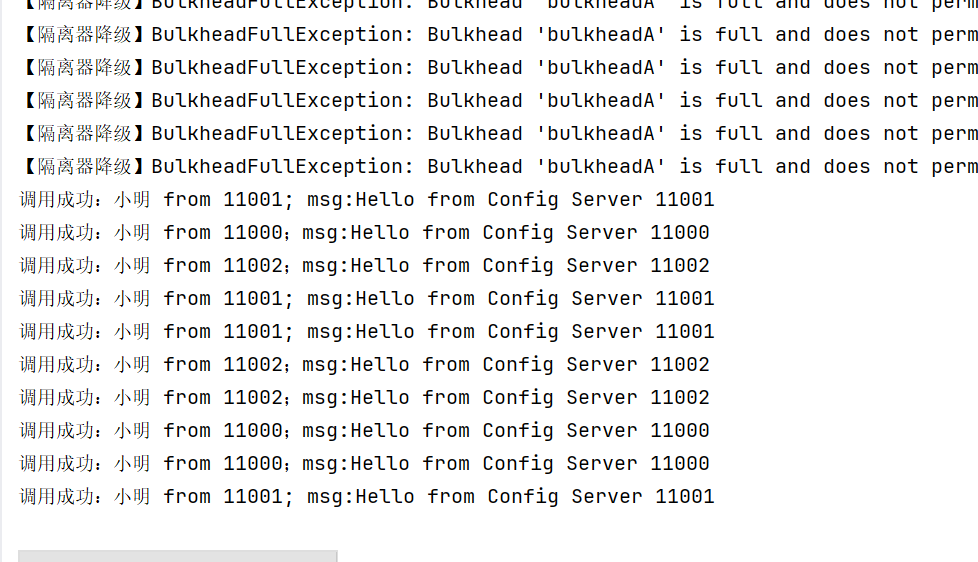 【隔离器降级】BulkheadFullException: Bulkhead 'bulkheadA' is full and does not perm
【隔离器降级】BulkheadFullException: Bulkhead 'bulkheadA' is full and does not perm
【隔离器降级】BulkheadFullException: Bulkhead 'bulkheadA' is full and does not perm
【隔离器降级】BulkheadFullException: Bulkhead 'bulkheadA' is full and does not perm
【隔离器降级】BulkheadFullException: Bulkhead 'bulkheadA' is full and does not perm
【隔离器降级】BulkheadFullException: Bulkhead 'bulkheadA' is full and does not perm
调用成功：小明 from 11001; msg:Hello from Config Server 11001
调用成功：小明 from 11000；msg:Hello from Config Server 11000
调用成功：小明 from 11002；msg:Hello from Config Server 11002
调用成功：小明 from 11001; msg:Hello from Config Server 11001
调用成功：小明 from 11001; msg:Hello from Config Server 11001
调用成功：小明 from 11002；msg:Hello from Config Server 11002
调用成功：小明 from 11002；msg:Hello from Config Server 11002
调用成功：小明 from 11000；msg:Hello from Config Server 11000
调用成功：小明 from 11000；msg:Hello from Config Server 11000
调用成功：小明 from 11001; msg:Hello from Config Server 11001